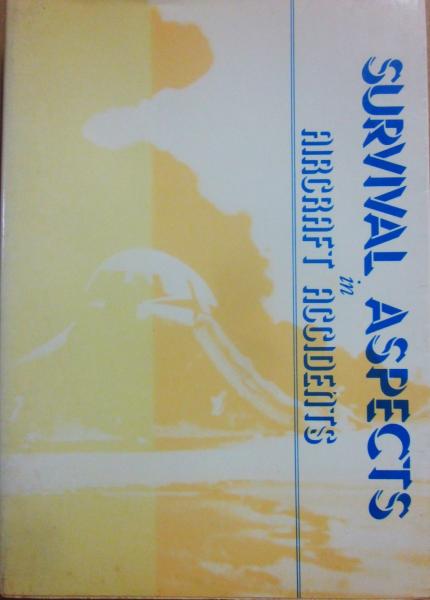 SURVIVAL ASPECTS
in
AIRCRAFT ACCIDENTS